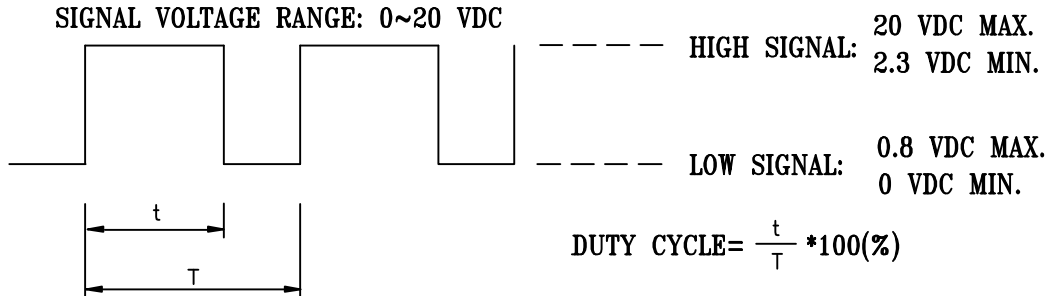 SIGNAL VOLTAGE RANGE: 0~20 VDC
HIGH SIGNAL: 20 VDC MAX.
2.3 VDC MIN.
LOW SIGNAL: 0.8 VDC MAX.
0 VDC MIN.
t
T
DUTY CYCLE= t/T *100(%)